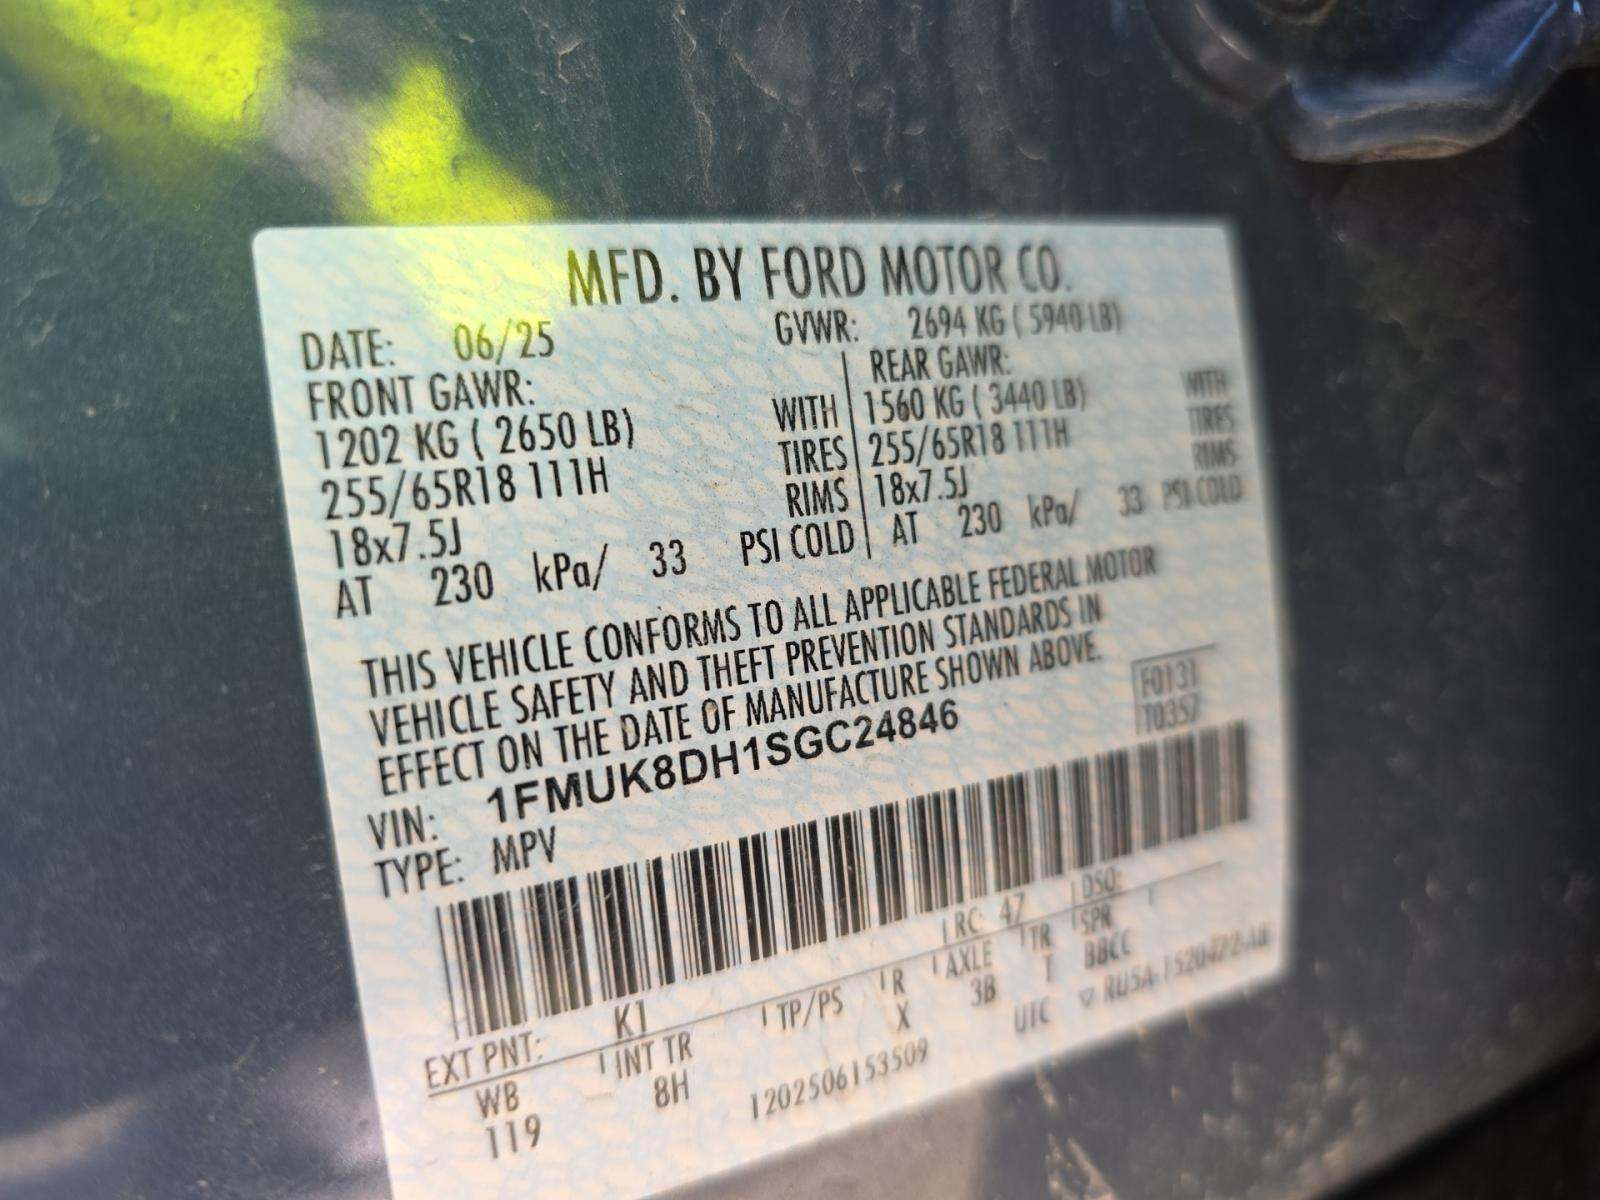 MFD. BY FORD MOTOR CO.
DATE: 06/25 GVWR: 2694 KG ( 5940 LB)
FRONT GAWR: REAR GAWR:
1202 KG ( 2650 LB) WITH 1560 KG ( 3440 LB) WITH
255/65R18 111H TIRES 255/65R18 111H TIRES
18x7.5J RIMS 18x7.5J RIMS
AT 230 kPa/ 33 PSI COLD AT 230 kPa/ 33 PSI COLD
THIS VEHICLE CONFORMS TO ALL APPLICABLE FEDERAL MOTOR
VEHICLE SAFETY AND THEFT PREVENTION STANDARDS IN
EFFECT ON THE DATE OF MANUFACTURE SHOWN ABOVE.
F0131
T0357
VIN: 1FMUK8DH1SGC24846
TYPE: MPV
EXT PNT: K1 RC: 47 DSO:
WB INT TR TP/PS R AXLE TR SPR
119 8H X 3B T BBCC
1202506153509 UTC